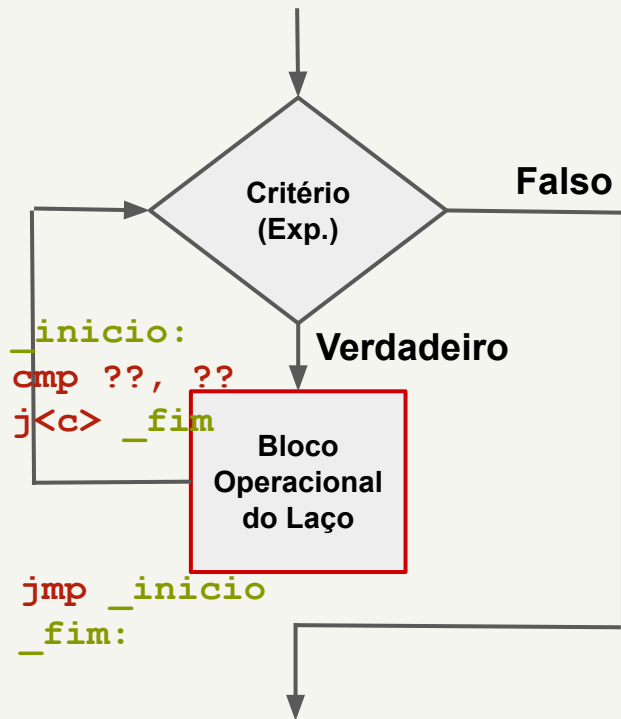 Critério
(Exp.)
Falso
_inicio:
cmp ??, ??
j<c> _fim
Verdadeiro
Bloco
Operacional
do Laço
jmp _inicio
_fim: